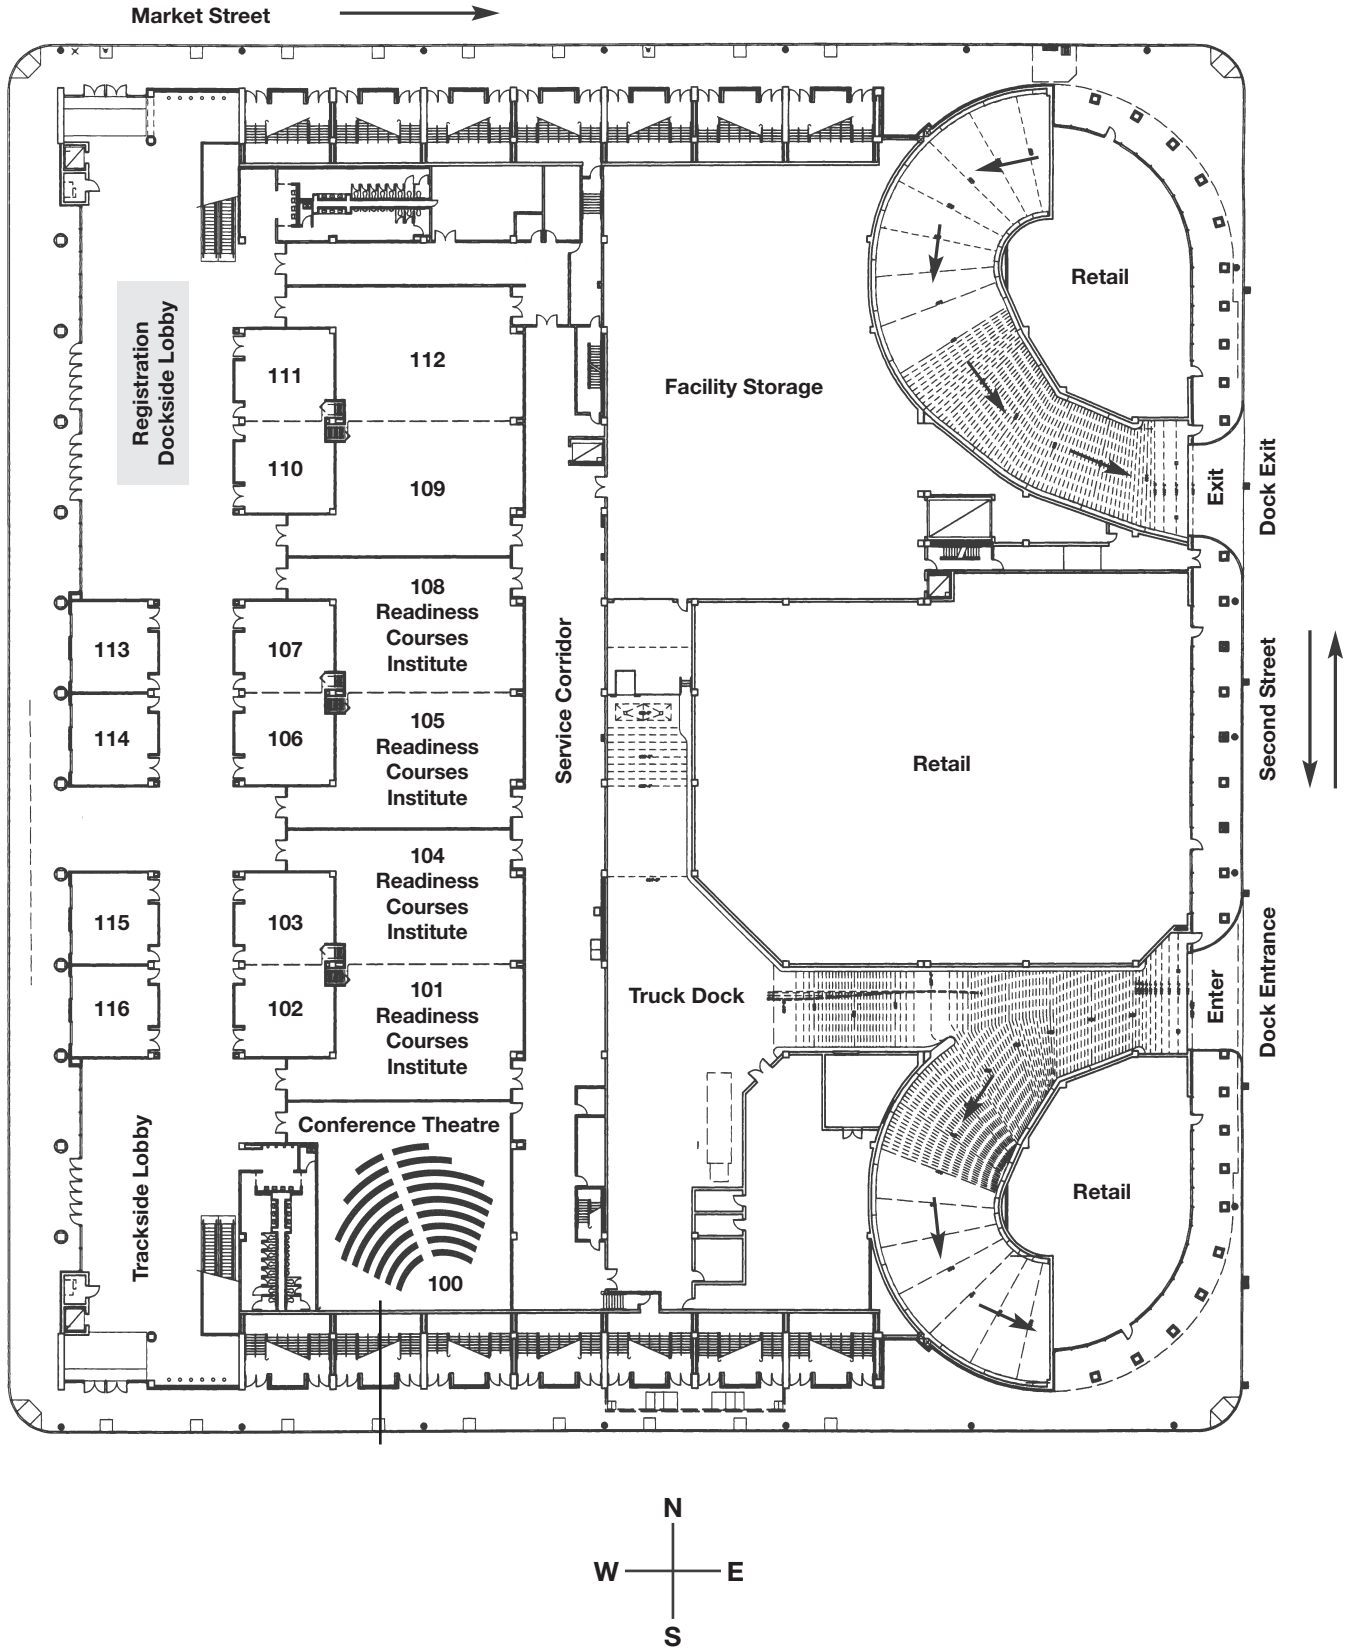 Market Street
Retail
Registration
Dockside Lobby
111
112
110
109
Facility Storage
Exit
Dock Exit
108
Readiness
Courses
Institute
113
107
114
106
105
Readiness
Courses
Institute
Service Corridor
Retail
Second Street
104
Readiness
Courses
Institute
115
103
116
102
101
Readiness
Courses
Institute
Truck Dock
Enter
Dock Entrance
Conference Theatre
100
Trackside Lobby
Retail
N
W
E
S